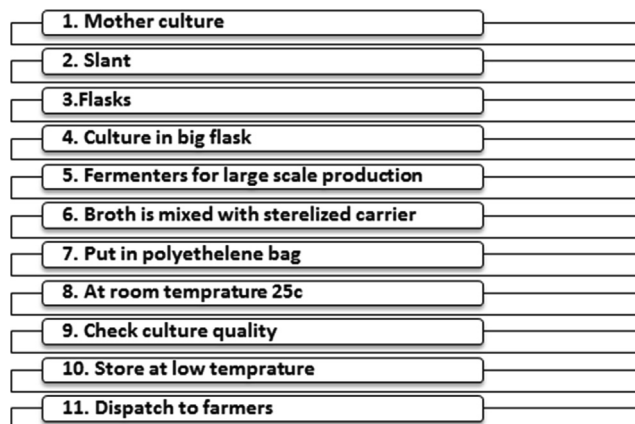 1. Mother culture
2. Slant
3.Flasks
4. Culture in big flask
5. Fermenters for large scale production
6. Broth is mixed with sterelized carrier
7. Put in polyethelene bag
8. At room temprature 25c
9. Check culture quality
10. Store at low temprature
11. Dispatch to farmers